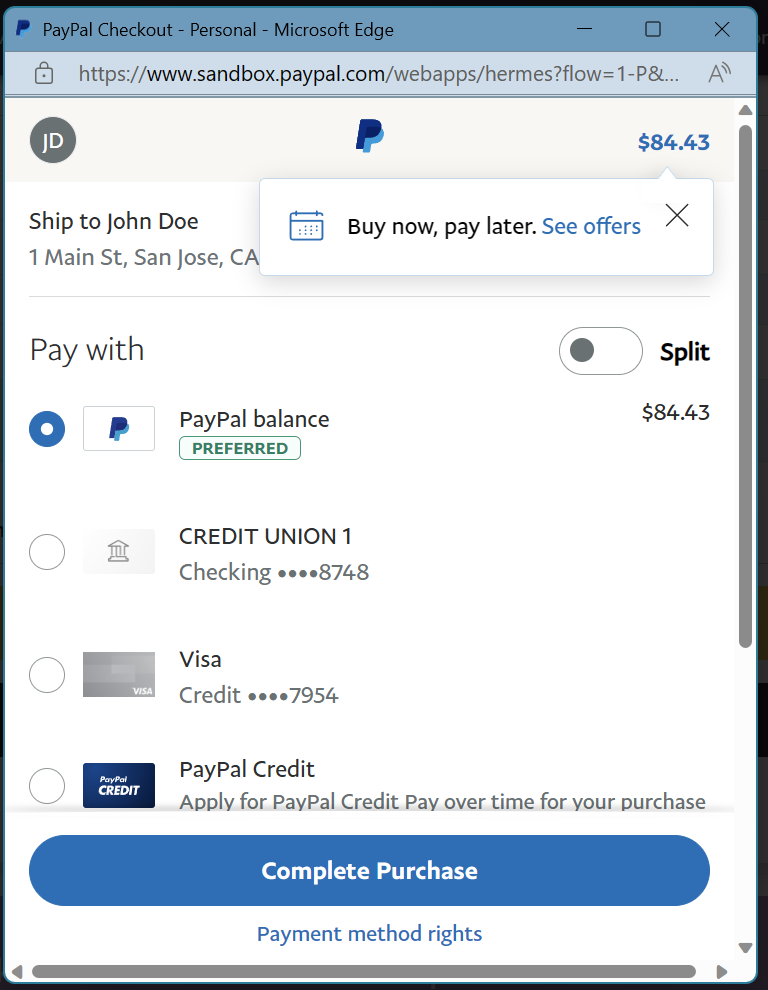 PayPal Checkout - Personal - Microsoft Edge
https://www.sandbox.paypal.com/webapps/hermes?flow=1-P&...
JD
$84.43
Buy now, pay later. See offers
Ship to John Doe
1 Main St, San Jose, CA
Pay with
Split
PayPal balance
$84.43
PREFERRED
CREDIT UNION 1
Checking ••••8748
Visa
VISA
Credit ••••7954
PayPal Credit
PayPal
CREDIT
Apply for PayPal Credit Pay over time for your purchase
Complete Purchase
Payment method rights